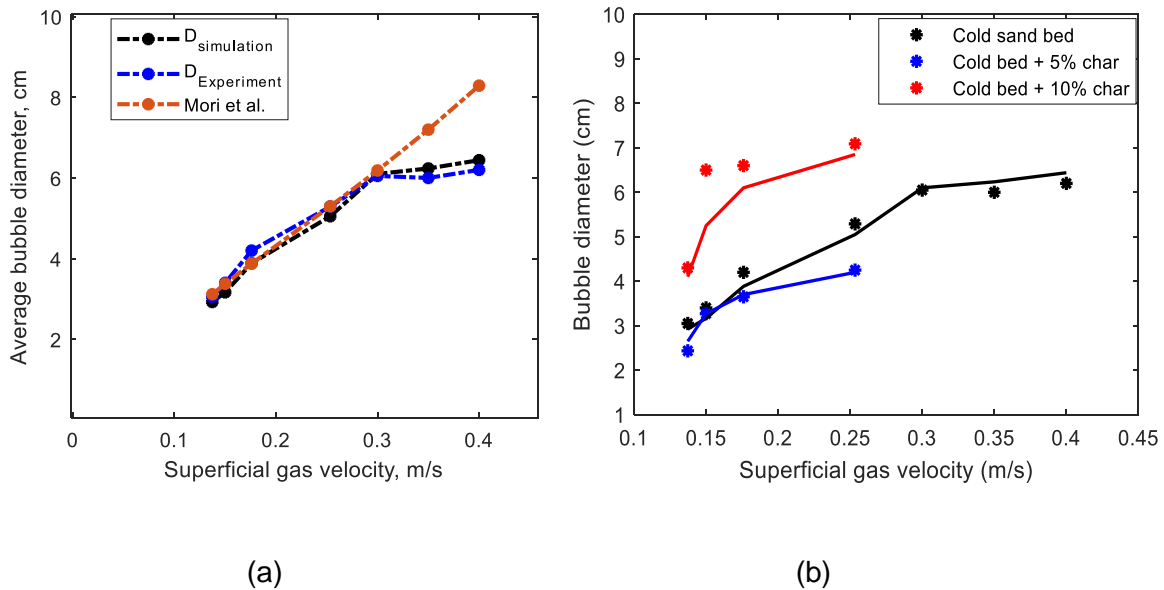 10
8
6
4
2
0
0.1
0.2
0.3
0.4
Average bubble diameter, cm
Superficial gas velocity, m/s
D_simulation
D_Experiment
Mori et al.
(a)
10
9
8
7
6
5
4
3
2
1
0.1
0.15
0.2
0.25
0.3
0.35
0.4
0.45
Bubble diameter (cm)
Superficial gas velocity (m/s)
Cold sand bed
Cold bed + 5% char
Cold bed + 10% char
(b)